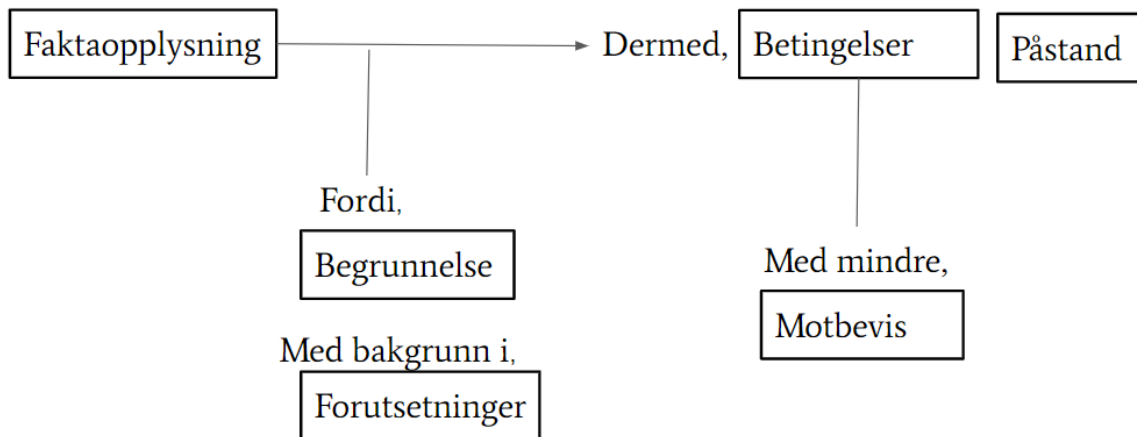 Faktaopplysning
Dermed, Betingelser Påstand
Fordi,
Begrunnelse
Med mindre,
Motbevis
Med bakgrunn i,
Forutsetninger